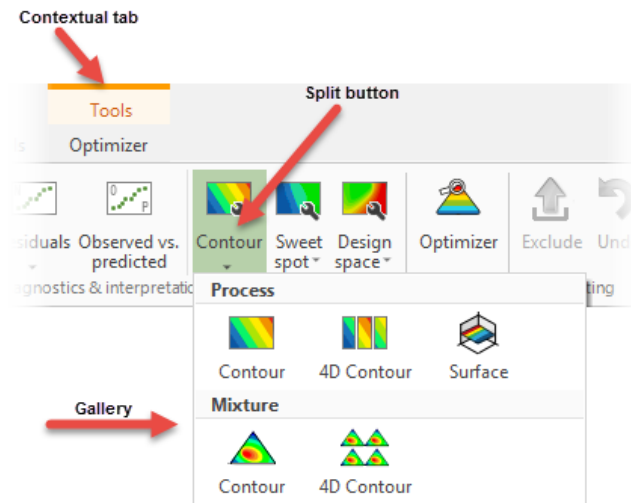 Contextual tab
Split button
Tools
Optimizer
Observed vs. predicted
Contour
Sweet spot
Design space
Optimizer
Exclude
Process
Contour 4D Contour Surface
Gallery
Mixture
Contour 4D Contour